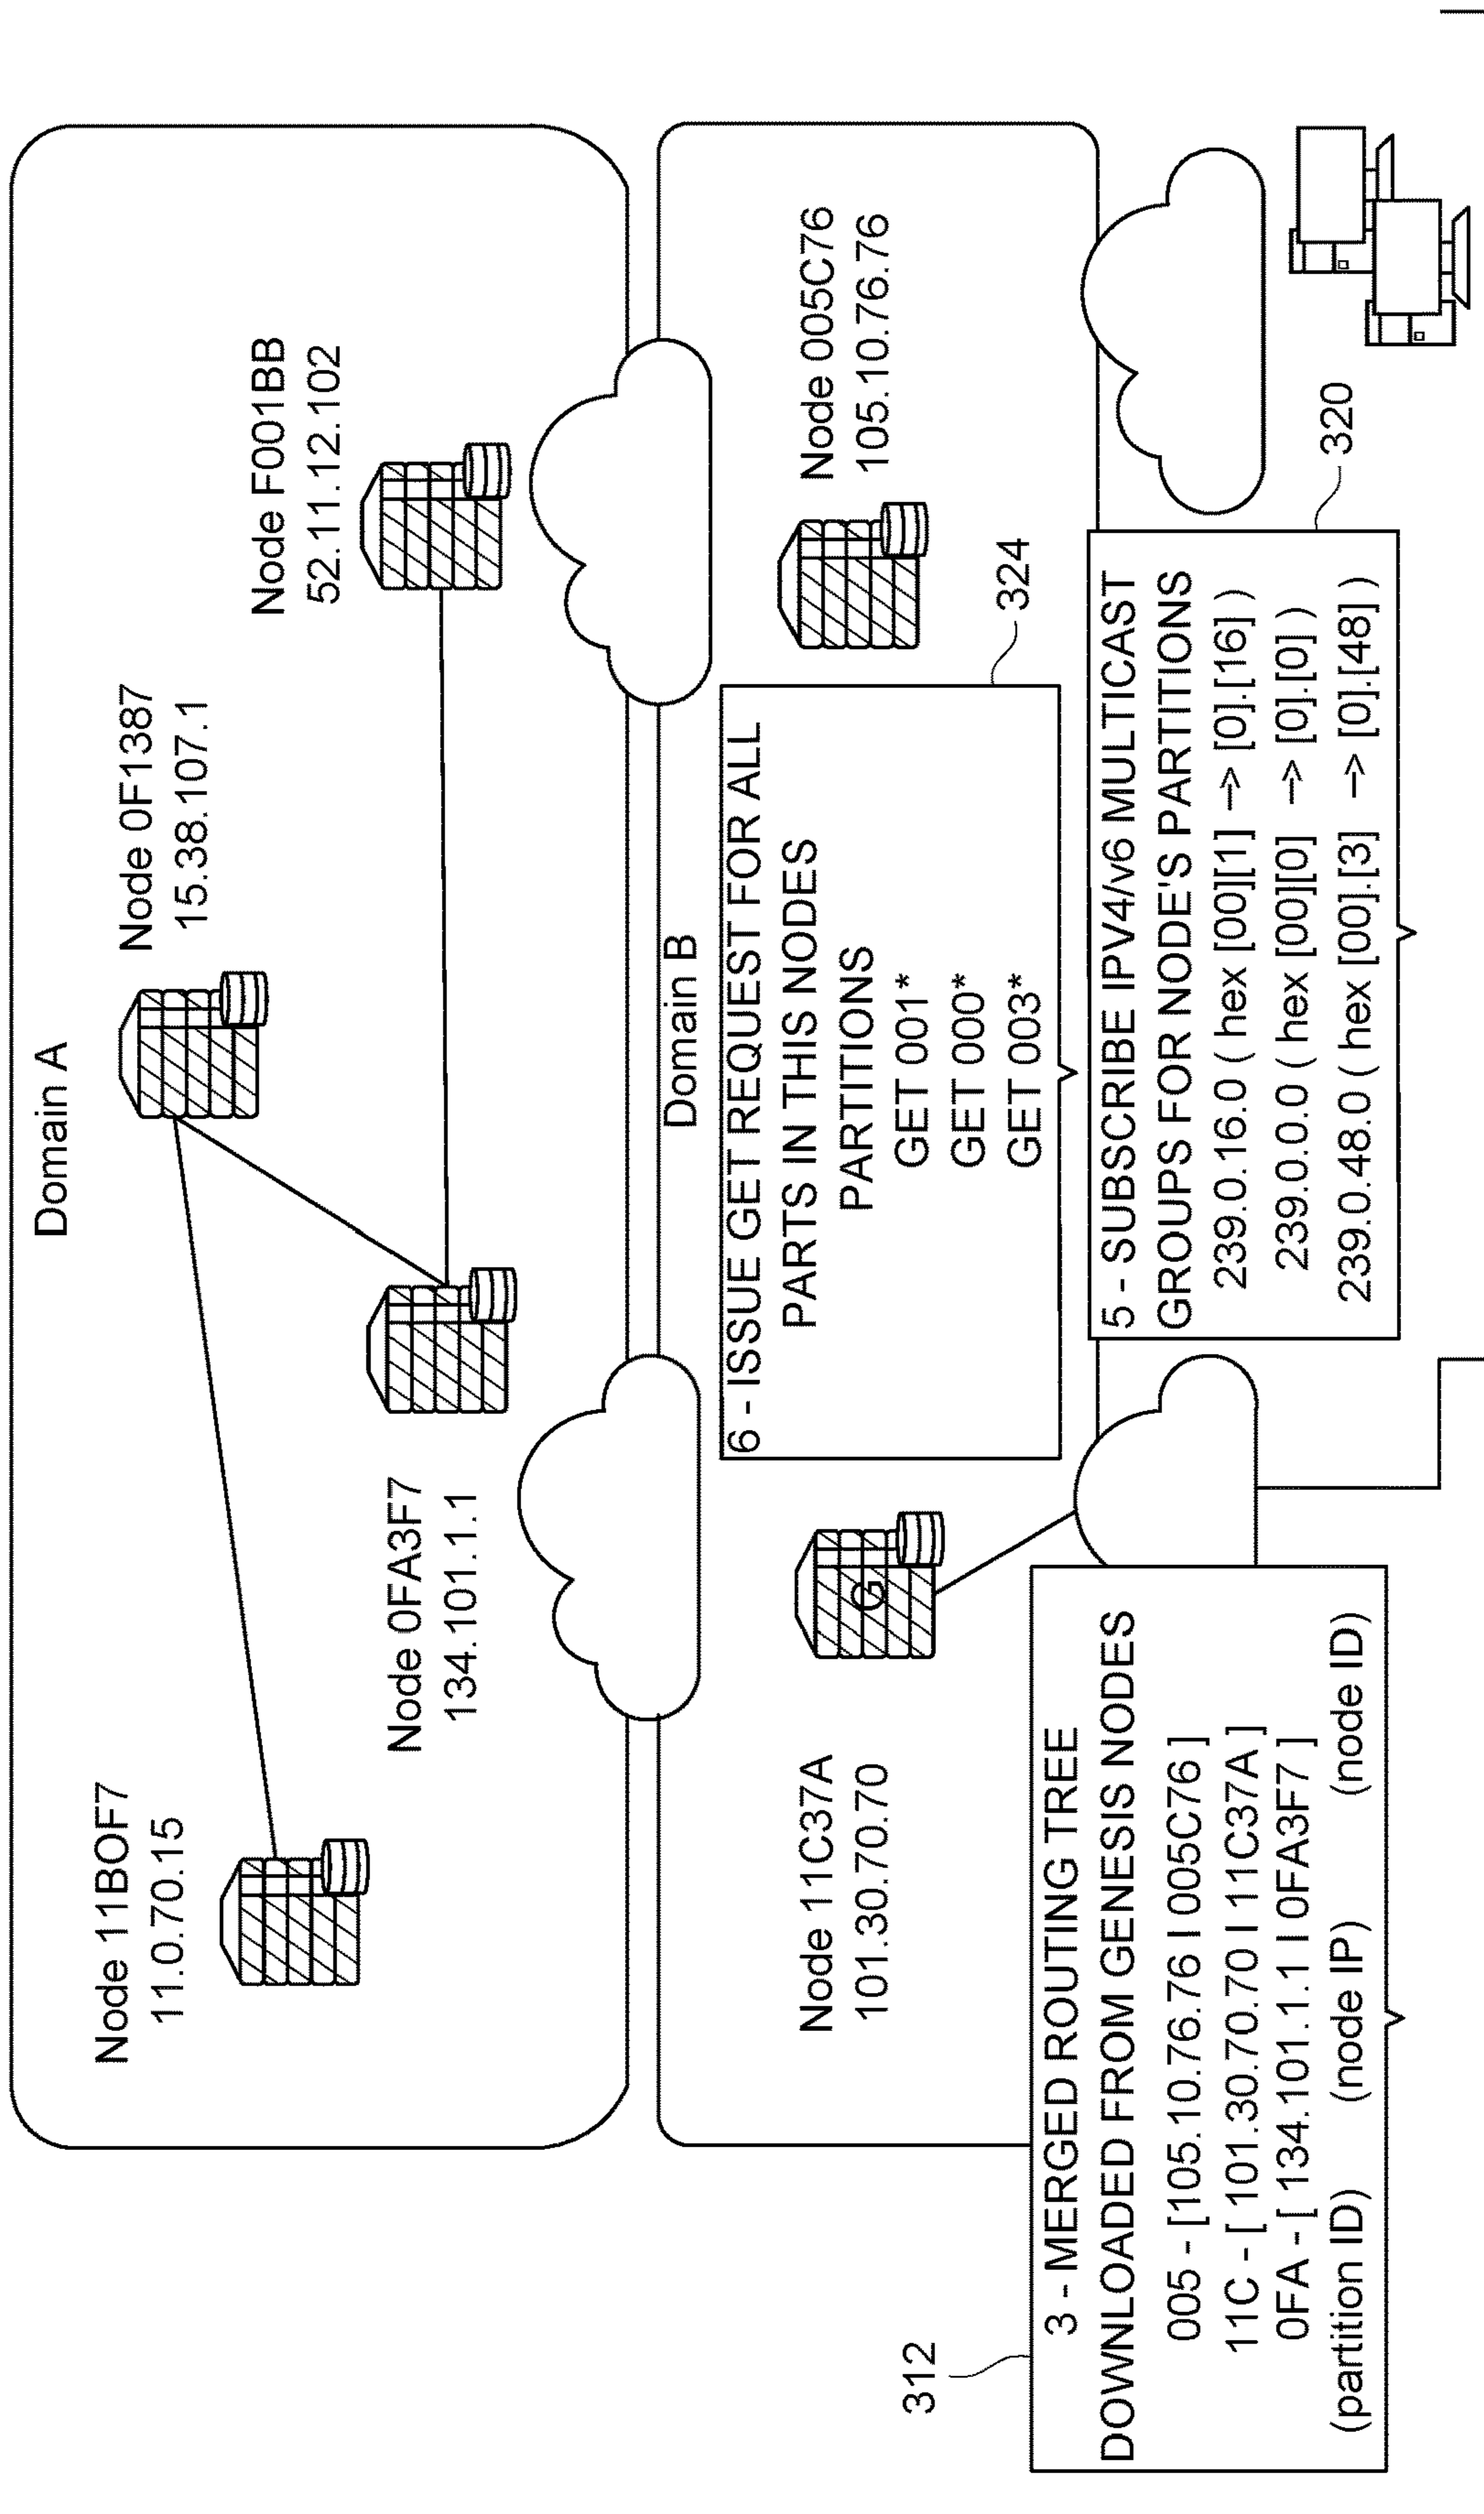 Domain A
Node 11BOF7
11.0.70.15
Node 0F1387
15.38.107.1
Node F001BB
52.11.12.102
Node 0FA3F7
134.101.1.1
Domain B
Node 11C37A
101.30.70.70
G
6 - ISSUE GET REQUEST FOR ALL
PARTS IN THIS NODES
PARTITIONS
GET 001*
GET 000*
GET 003*
324
Node 005C76
105.10.76.76
312
3 - MERGED ROUTING TREE
DOWNLOADED FROM GENESIS NODES
005 - [105.10.76.76 I 005C76 ]
11C - [ 101.30.70.70 I 11C37A ]
0FA - [ 134.101.1.1 I 0FA3F7 ]
(partition ID) (node IP) (node ID)
5 - SUBSCRIBE IPV4/v6 MULTICAST
GROUPS FOR NODE'S PARTITIONS
239.0.16.0 ( hex [00][1] –> [0].[16] )
239.0.0.0 ( hex [00][0] –> [0].[0] )
239.0.48.0 ( hex [00].[3] –> [0].[48] )
320